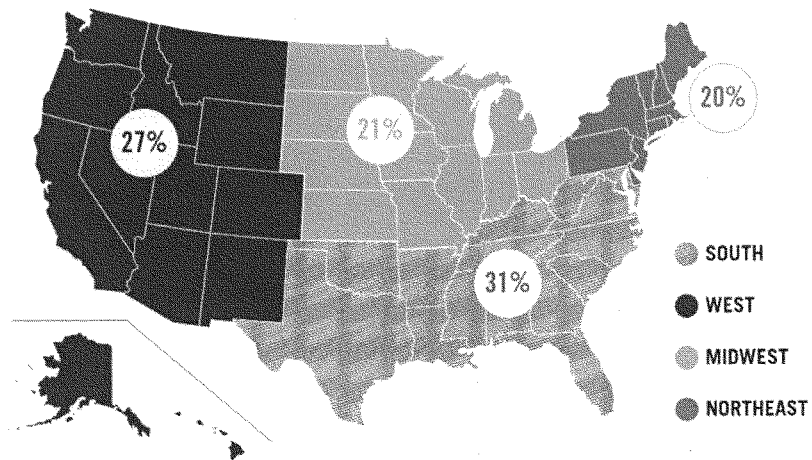 20%
21%
27%
31%
SOUTH
WEST
MIDWEST
NORTHEAST